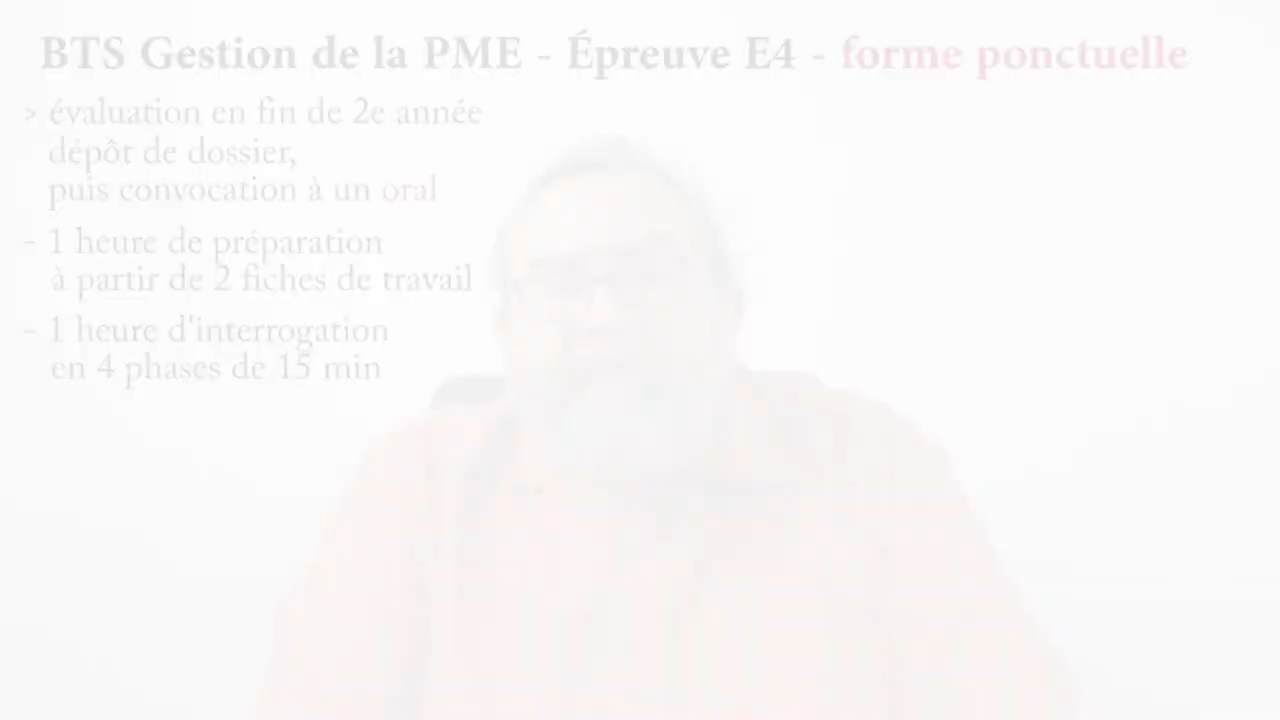 BTS Gestion de la PME - Épreuve E4 - forme ponctuelle
> évaluation en fin de 2e année
dépôt de dossier,
puis convocation à un oral
- 1 heure de préparation
à partir de 2 fiches de travail
- 1 heure d'interrogation
en 4 phases de 15 min